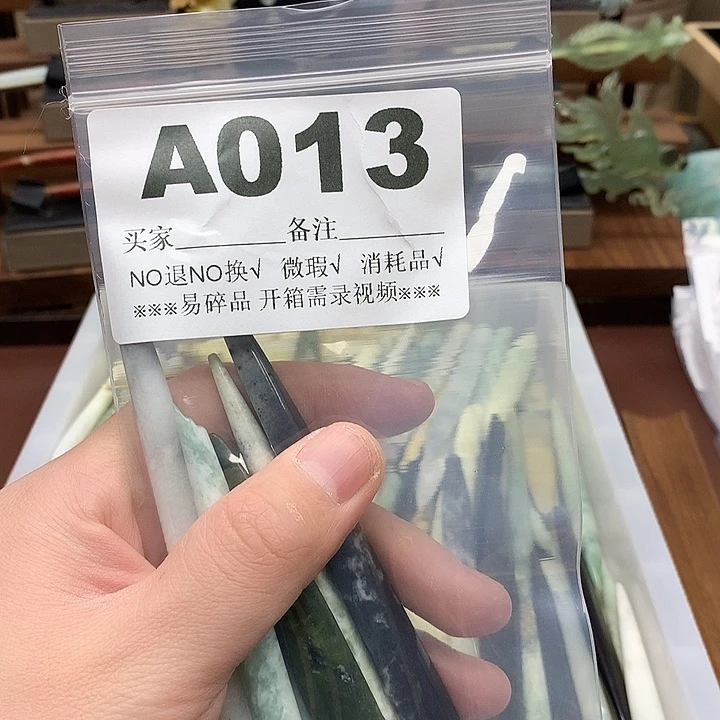 A013
买家________备注________
NO退NO换√ 微瑕√ 消耗品√
※※※易碎品 开箱需录视频※※※